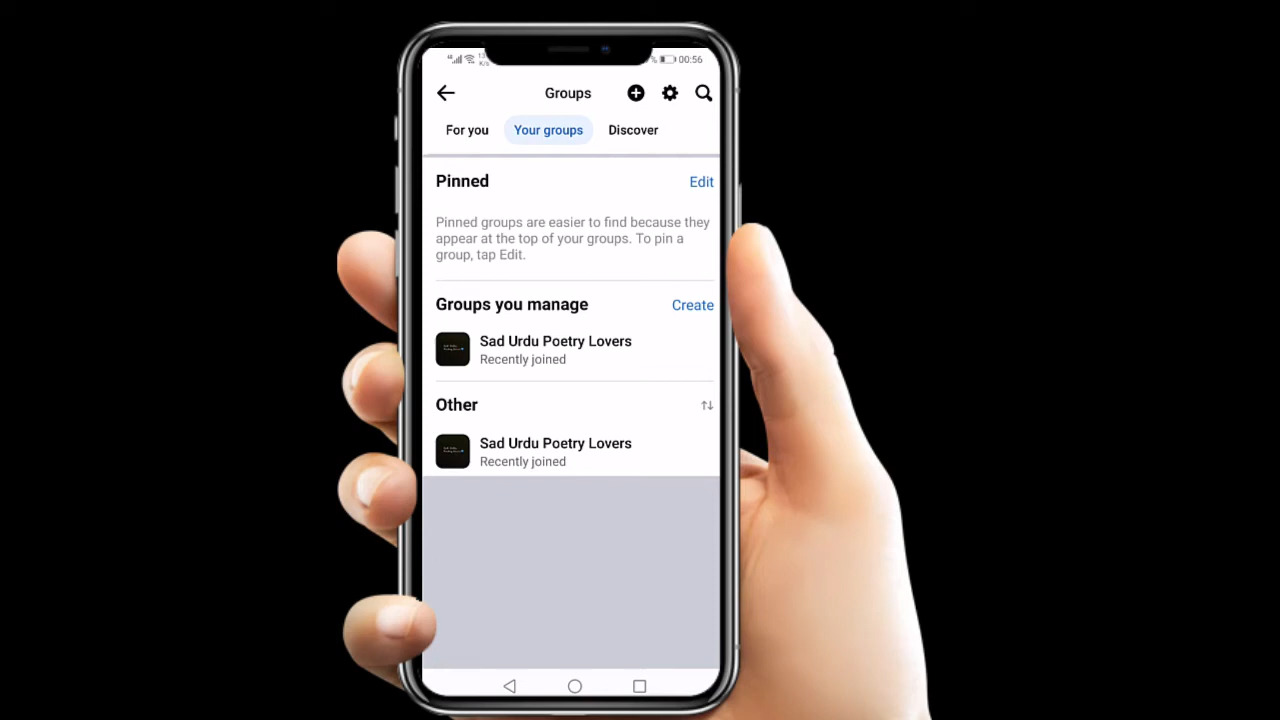 00:56
Groups
For you Your groups Discover
Pinned Edit
Pinned groups are easier to find because they
appear at the top of your groups. To pin a
group, tap Edit.
Groups you manage Create
Sad Urdu Poetry Lovers
Recently joined
Other
Sad Urdu Poetry Lovers
Recently joined